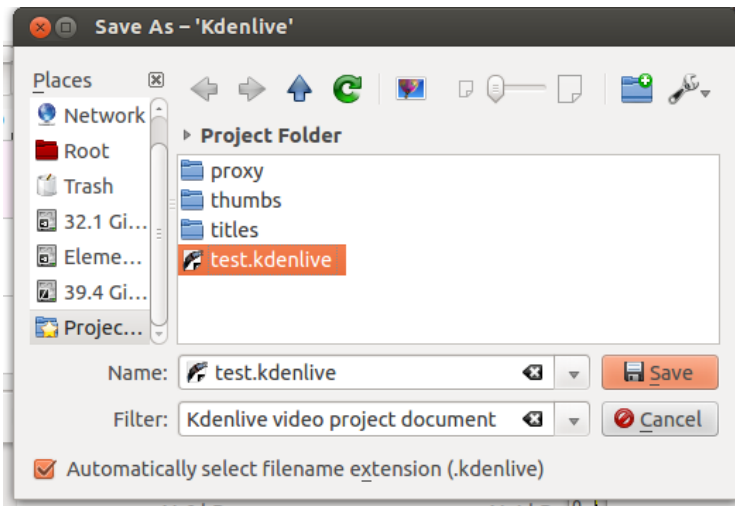 Save As – 'Kdenlive'
Places
Network
Root
Trash
32.1 Gi...
Eleme...
39.4 Gi...
Projec...
Project Folder
proxy
thumbs
titles
test.kdenlive
Name: test.kdenlive
Save
Filter: Kdenlive video project document
Cancel
Automatically select filename extension (.kdenlive)